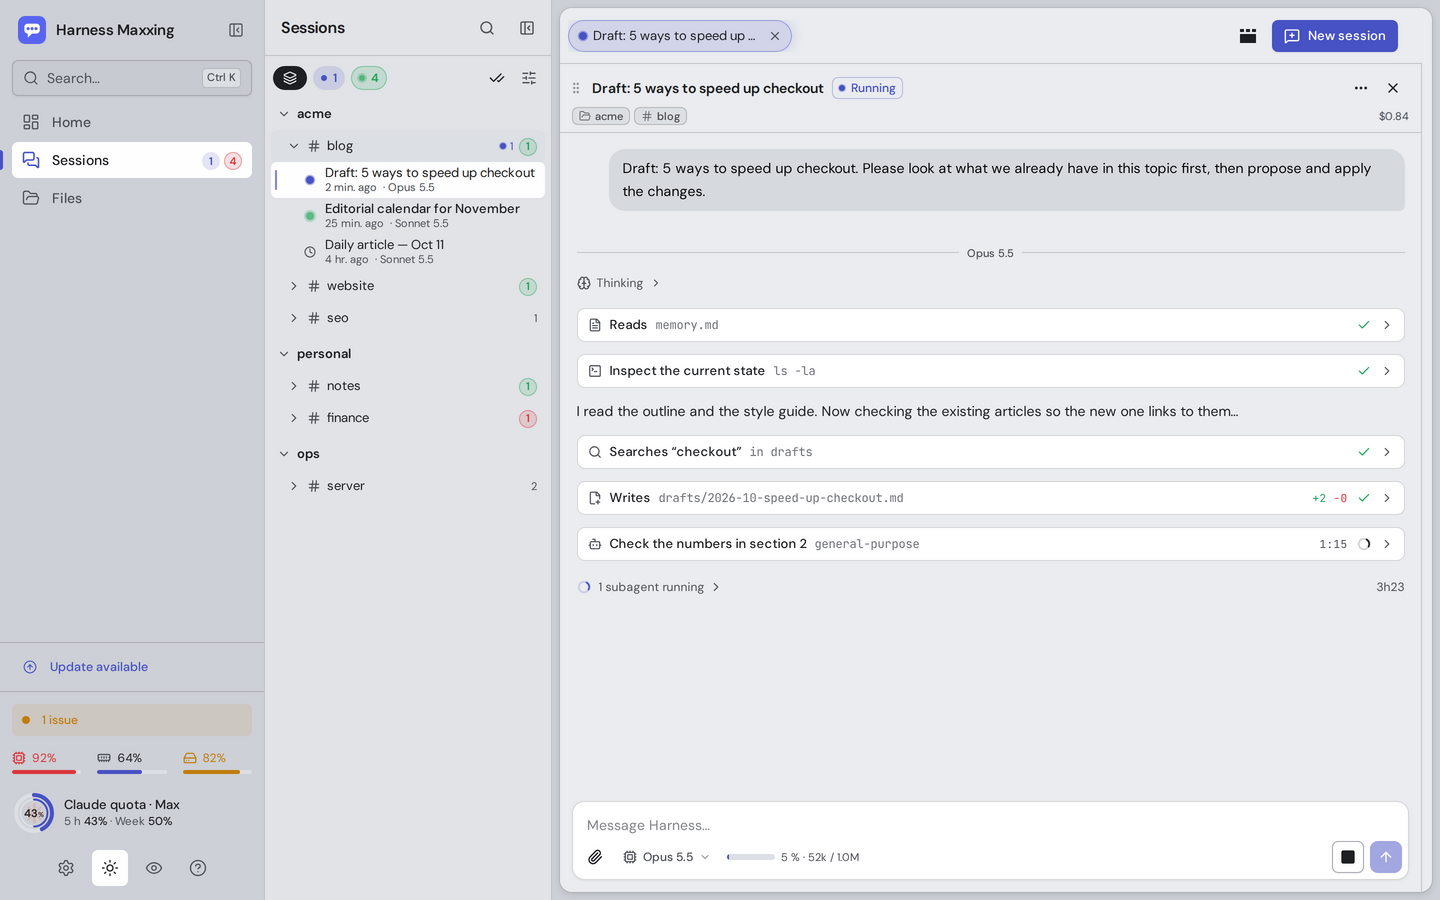 Harness Maxxing
Search...
Ctrl K
Home
Sessions
1
4
Files
Update available
1 issue
92%
64%
82%
43%
Claude quota · Max
5 h 43% · Week 50%
Sessions
1
4
acme
blog
1
1
Draft: 5 ways to speed up checkout
2 min. ago · Opus 5.5
Editorial calendar for November
25 min. ago · Sonnet 5.5
Daily article — Oct 11
4 hr. ago · Sonnet 5.5
website
1
seo
1
personal
notes
1
finance
1
ops
server
2
Draft: 5 ways to speed up ...
New session
Draft: 5 ways to speed up checkout
Running
acme
# blog
$0.84
Draft: 5 ways to speed up checkout. Please look at what we already have in this topic first, then propose and apply
the changes.
Opus 5.5
Thinking
Reads memory.md
Inspect the current state ls -la
I read the outline and the style guide. Now checking the existing articles so the new one links to them...
Searches “checkout” in drafts
Writes drafts/2026-10-speed-up-checkout.md
+2 -0
Check the numbers in section 2 general-purpose
1:15
1 subagent running
3h23
Message Harness...
Opus 5.5
5 % · 52k / 1.0M